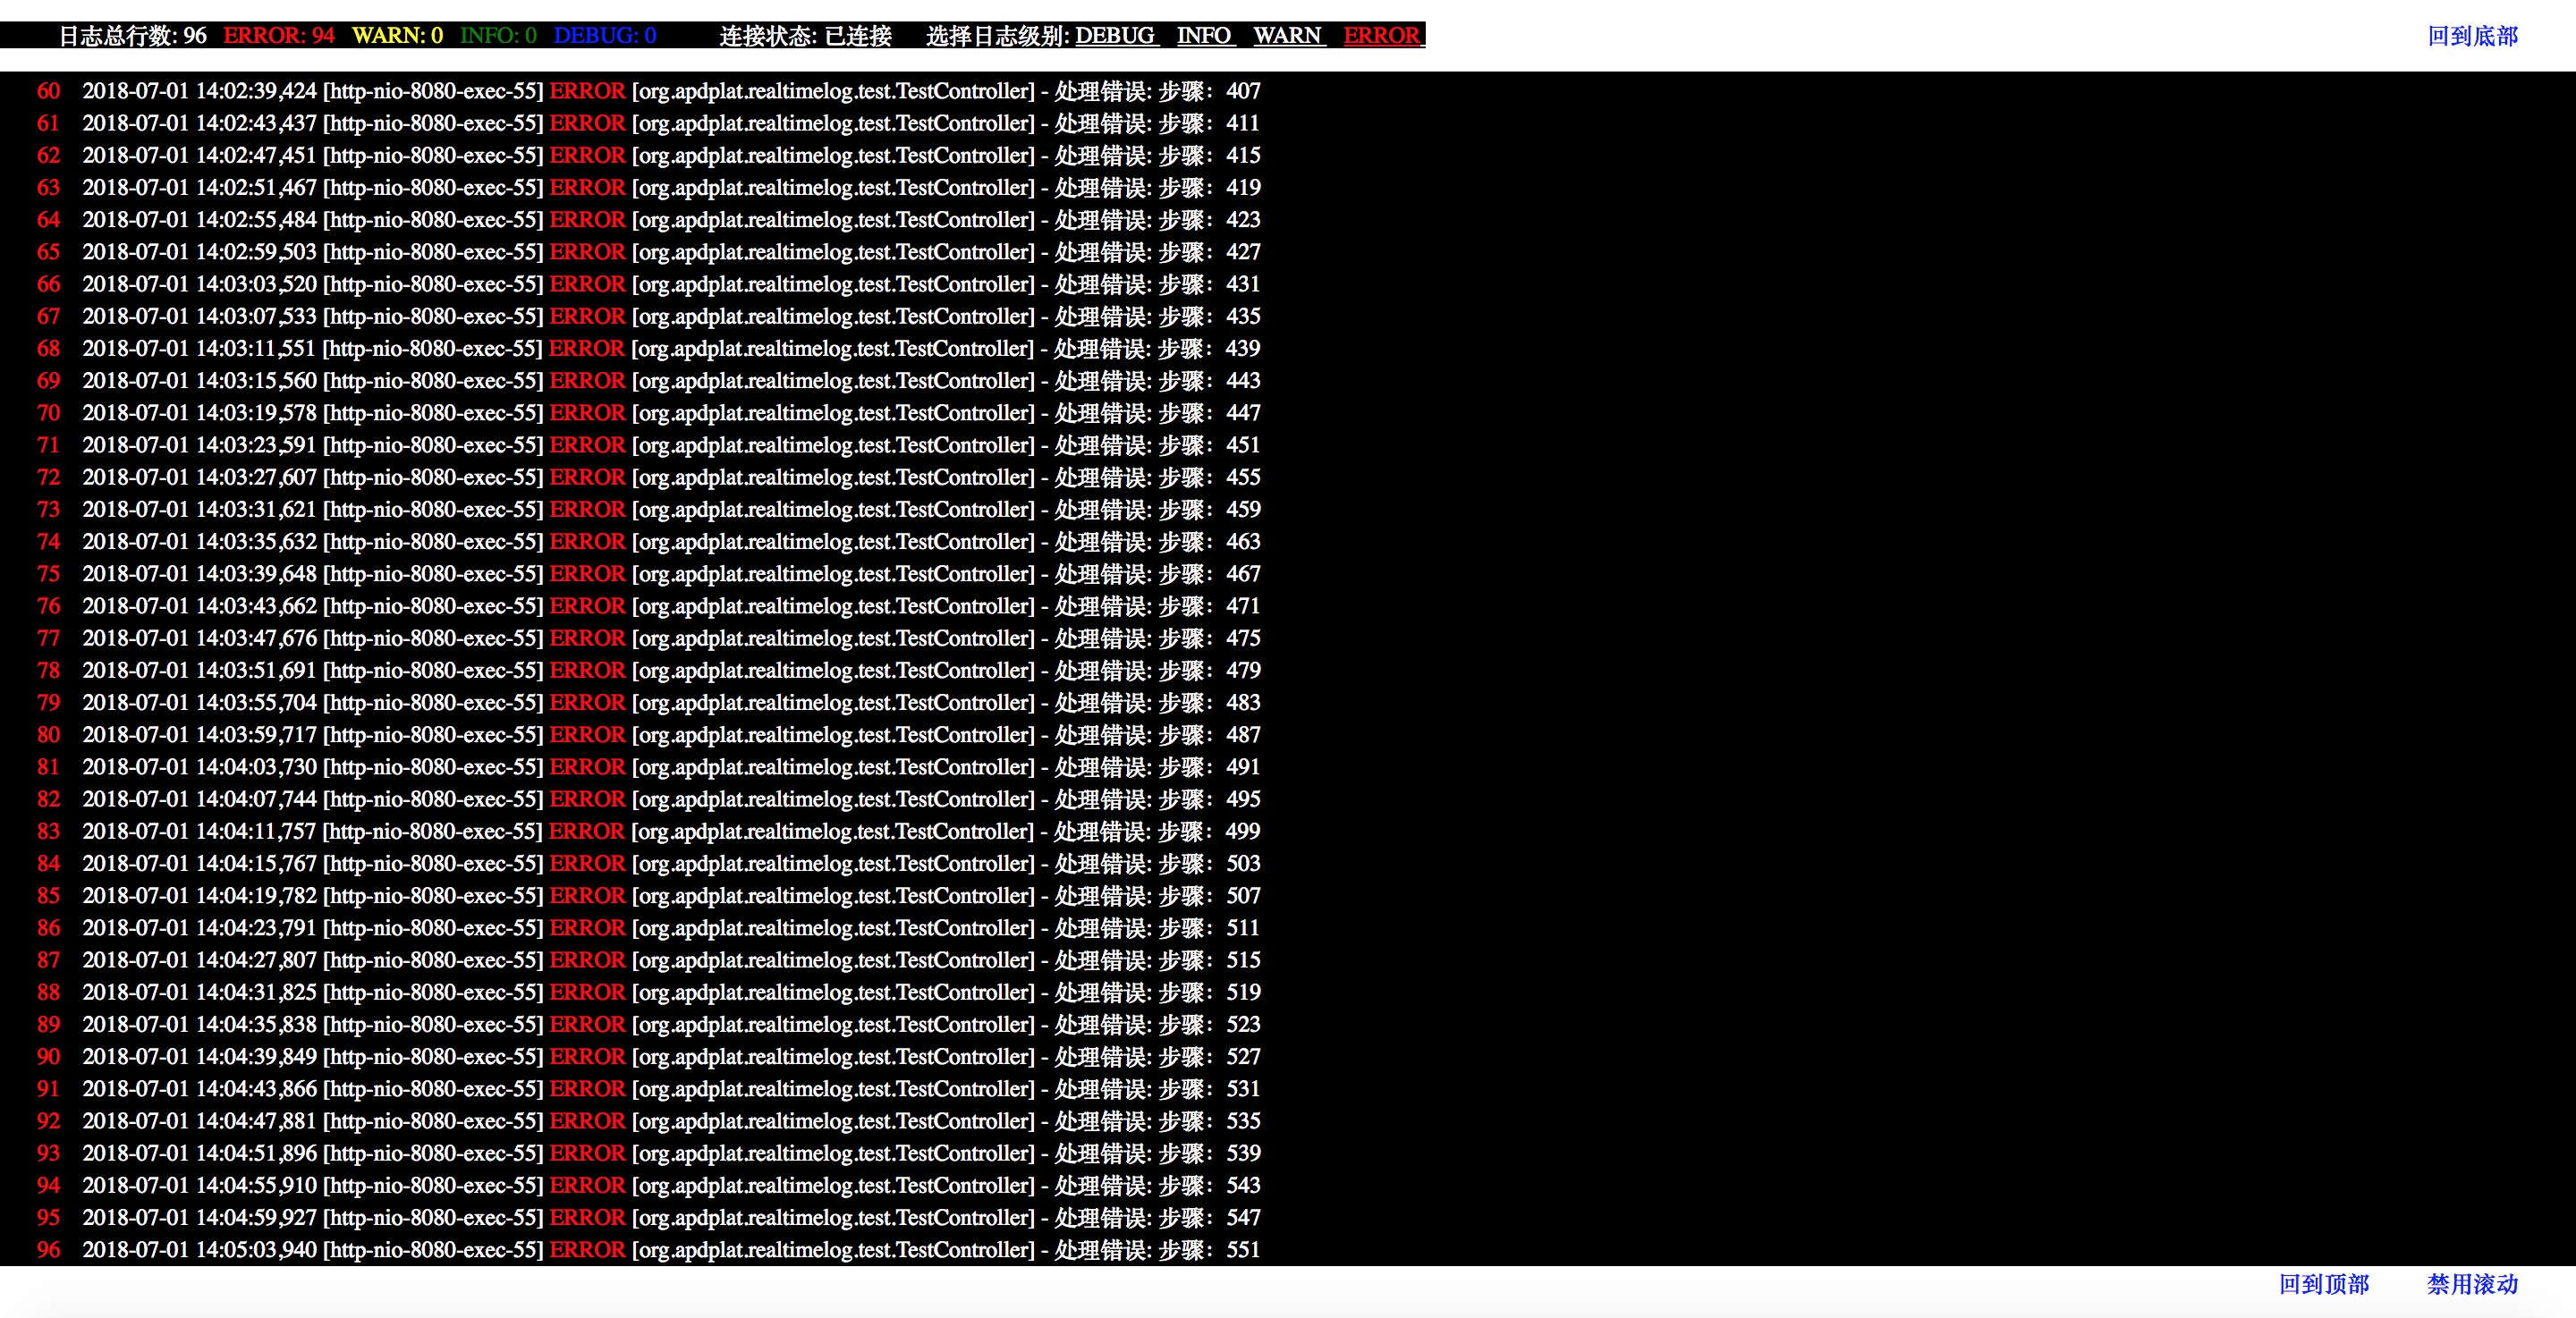 日志总行数: 96 ERROR: 94 WARN: 0 INFO: 0 DEBUG: 0 连接状态: 已连接 选择日志级别: DEBUG INFO WARN ERROR 回到底部
60 2018-07-01 14:02:39,424 [http-nio-8080-exec-55] ERROR [org.apdplat.realtimelog.test.TestController] - 处理错误: 步骤：407
61 2018-07-01 14:02:43,437 [http-nio-8080-exec-55] ERROR [org.apdplat.realtimelog.test.TestController] - 处理错误: 步骤：411
62 2018-07-01 14:02:47,451 [http-nio-8080-exec-55] ERROR [org.apdplat.realtimelog.test.TestController] - 处理错误: 步骤：415
63 2018-07-01 14:02:51,467 [http-nio-8080-exec-55] ERROR [org.apdplat.realtimelog.test.TestController] - 处理错误: 步骤：419
64 2018-07-01 14:02:55,484 [http-nio-8080-exec-55] ERROR [org.apdplat.realtimelog.test.TestController] - 处理错误: 步骤：423
65 2018-07-01 14:02:59,503 [http-nio-8080-exec-55] ERROR [org.apdplat.realtimelog.test.TestController] - 处理错误: 步骤：427
66 2018-07-01 14:03:03,520 [http-nio-8080-exec-55] ERROR [org.apdplat.realtimelog.test.TestController] - 处理错误: 步骤：431
67 2018-07-01 14:03:07,533 [http-nio-8080-exec-55] ERROR [org.apdplat.realtimelog.test.TestController] - 处理错误: 步骤：435
68 2018-07-01 14:03:11,551 [http-nio-8080-exec-55] ERROR [org.apdplat.realtimelog.test.TestController] - 处理错误: 步骤：439
69 2018-07-01 14:03:15,560 [http-nio-8080-exec-55] ERROR [org.apdplat.realtimelog.test.TestController] - 处理错误: 步骤：443
70 2018-07-01 14:03:19,578 [http-nio-8080-exec-55] ERROR [org.apdplat.realtimelog.test.TestController] - 处理错误: 步骤：447
71 2018-07-01 14:03:23,591 [http-nio-8080-exec-55] ERROR [org.apdplat.realtimelog.test.TestController] - 处理错误: 步骤：451
72 2018-07-01 14:03:27,607 [http-nio-8080-exec-55] ERROR [org.apdplat.realtimelog.test.TestController] - 处理错误: 步骤：455
73 2018-07-01 14:03:31,621 [http-nio-8080-exec-55] ERROR [org.apdplat.realtimelog.test.TestController] - 处理错误: 步骤：459
74 2018-07-01 14:03:35,632 [http-nio-8080-exec-55] ERROR [org.apdplat.realtimelog.test.TestController] - 处理错误: 步骤：463
75 2018-07-01 14:03:39,648 [http-nio-8080-exec-55] ERROR [org.apdplat.realtimelog.test.TestController] - 处理错误: 步骤：467
76 2018-07-01 14:03:43,662 [http-nio-8080-exec-55] ERROR [org.apdplat.realtimelog.test.TestController] - 处理错误: 步骤：471
77 2018-07-01 14:03:47,676 [http-nio-8080-exec-55] ERROR [org.apdplat.realtimelog.test.TestController] - 处理错误: 步骤：475
78 2018-07-01 14:03:51,691 [http-nio-8080-exec-55] ERROR [org.apdplat.realtimelog.test.TestController] - 处理错误: 步骤：479
79 2018-07-01 14:03:55,704 [http-nio-8080-exec-55] ERROR [org.apdplat.realtimelog.test.TestController] - 处理错误: 步骤：483
80 2018-07-01 14:03:59,717 [http-nio-8080-exec-55] ERROR [org.apdplat.realtimelog.test.TestController] - 处理错误: 步骤：487
81 2018-07-01 14:04:03,730 [http-nio-8080-exec-55] ERROR [org.apdplat.realtimelog.test.TestController] - 处理错误: 步骤：491
82 2018-07-01 14:04:07,744 [http-nio-8080-exec-55] ERROR [org.apdplat.realtimelog.test.TestController] - 处理错误: 步骤：495
83 2018-07-01 14:04:11,757 [http-nio-8080-exec-55] ERROR [org.apdplat.realtimelog.test.TestController] - 处理错误: 步骤：499
84 2018-07-01 14:04:15,767 [http-nio-8080-exec-55] ERROR [org.apdplat.realtimelog.test.TestController] - 处理错误: 步骤：503
85 2018-07-01 14:04:19,782 [http-nio-8080-exec-55] ERROR [org.apdplat.realtimelog.test.TestController] - 处理错误: 步骤：507
86 2018-07-01 14:04:23,791 [http-nio-8080-exec-55] ERROR [org.apdplat.realtimelog.test.TestController] - 处理错误: 步骤：511
87 2018-07-01 14:04:27,807 [http-nio-8080-exec-55] ERROR [org.apdplat.realtimelog.test.TestController] - 处理错误: 步骤：515
88 2018-07-01 14:04:31,825 [http-nio-8080-exec-55] ERROR [org.apdplat.realtimelog.test.TestController] - 处理错误: 步骤：519
89 2018-07-01 14:04:35,838 [http-nio-8080-exec-55] ERROR [org.apdplat.realtimelog.test.TestController] - 处理错误: 步骤：523
90 2018-07-01 14:04:39,849 [http-nio-8080-exec-55] ERROR [org.apdplat.realtimelog.test.TestController] - 处理错误: 步骤：527
91 2018-07-01 14:04:43,866 [http-nio-8080-exec-55] ERROR [org.apdplat.realtimelog.test.TestController] - 处理错误: 步骤：531
92 2018-07-01 14:04:47,881 [http-nio-8080-exec-55] ERROR [org.apdplat.realtimelog.test.TestController] - 处理错误: 步骤：535
93 2018-07-01 14:04:51,896 [http-nio-8080-exec-55] ERROR [org.apdplat.realtimelog.test.TestController] - 处理错误: 步骤：539
94 2018-07-01 14:04:55,910 [http-nio-8080-exec-55] ERROR [org.apdplat.realtimelog.test.TestController] - 处理错误: 步骤：543
95 2018-07-01 14:04:59,927 [http-nio-8080-exec-55] ERROR [org.apdplat.realtimelog.test.TestController] - 处理错误: 步骤：547
96 2018-07-01 14:05:03,940 [http-nio-8080-exec-55] ERROR [org.apdplat.realtimelog.test.TestController] - 处理错误: 步骤：551
回到顶部 禁用滚动